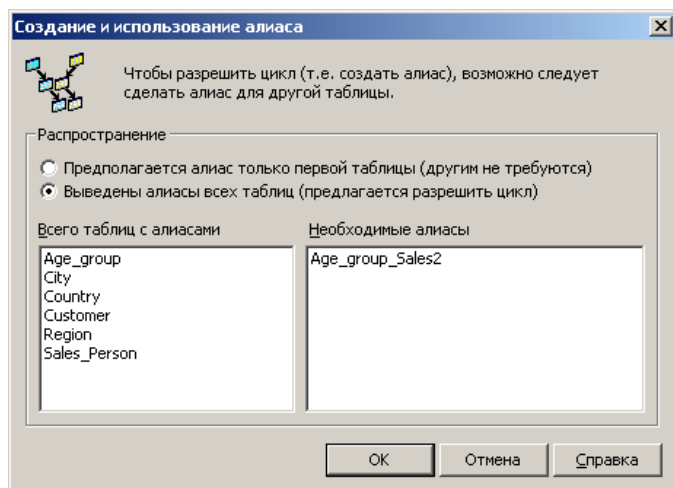 Создание и использование алиаса
Чтобы разрешить цикл (т.е. создать алиас), возможно следует
сделать алиас для другой таблицы.
Распространение
Предполагается алиас только первой таблицы (другим не требуются)
Выведены алиасы всех таблиц (предлагается разрешить цикл)
Всего таблиц с алиасами
Необходимые алиасы
Age_group
City
Country
Customer
Region
Sales_Person
Age_group_Sales2
OK
Отмена
Справка